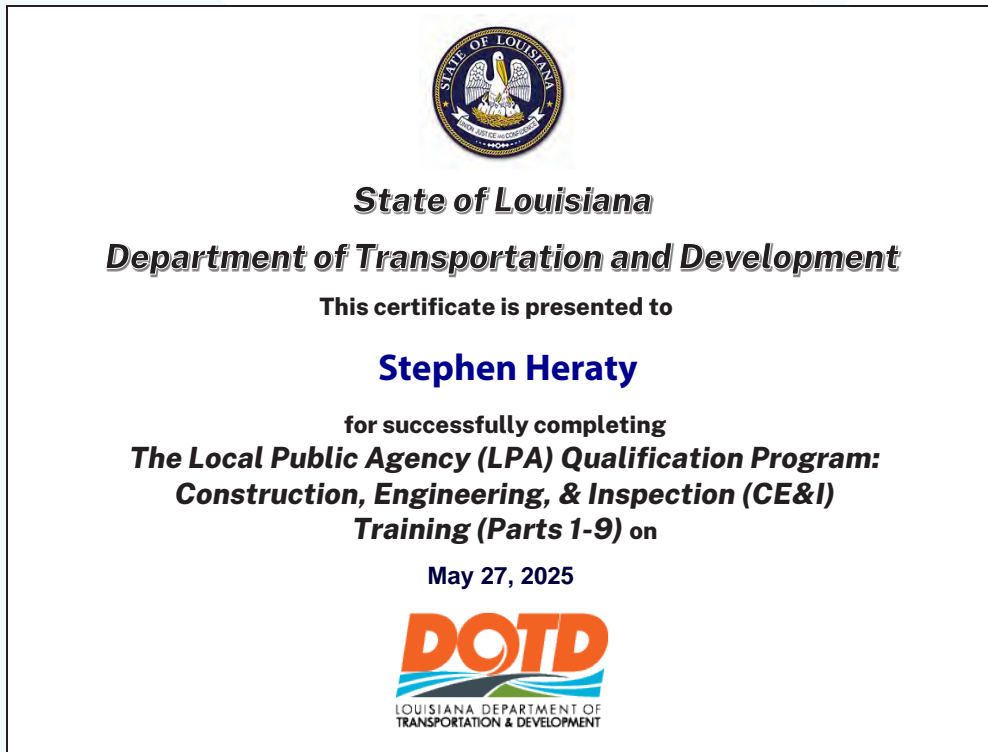 STATE OF LOUISIANA
UNION JUSTICE AND CONFIDENCE
State of Louisiana
Department of Transportation and Development
This certificate is presented to
Stephen Heraty
for successfully completing
The Local Public Agency (LPA) Qualification Program:
Construction, Engineering, & Inspection (CE&I)
Training (Parts 1-9) on
May 27, 2025
DOTD
LOUISIANA DEPARTMENT OF
TRANSPORTATION & DEVELOPMENT